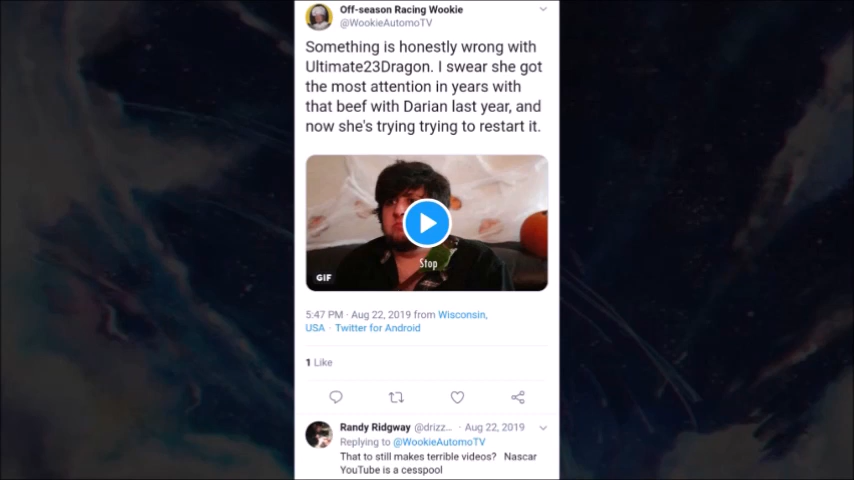 Off-season Racing Wookie
@WookieAutomoTV
Something is honestly wrong with
Ultimate23Dragon. I swear she got
the most attention in years with
that beef with Darian last year, and
now she's trying trying to restart it.
Stop
GIF
5:47 PM · Aug 22, 2019 from Wisconsin,
USA · Twitter for Android
1 Like
Randy Ridgway @drizz... · Aug 22, 2019
Replying to @WookieAutomoTV
That to still makes terrible videos? Nascar
YouTube is a cesspool